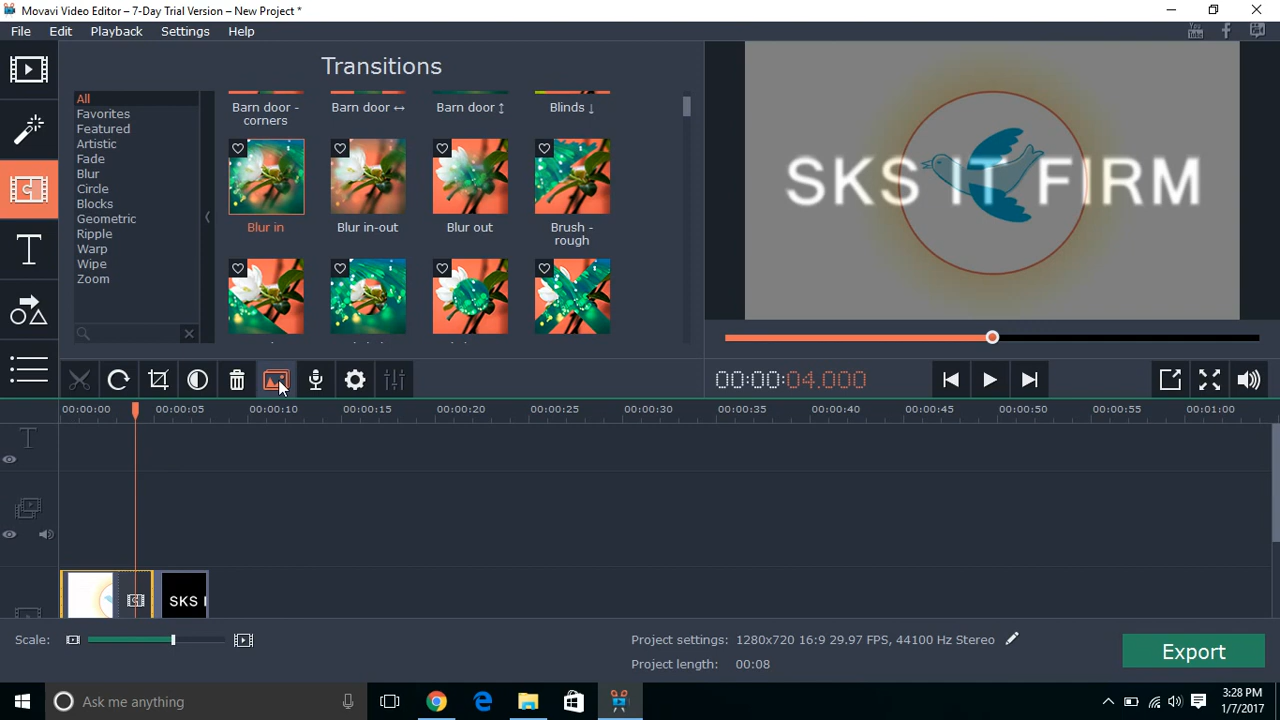 Movavi Video Editor – 7-Day Trial Version – New Project *
File Edit Playback Settings Help
You Tube
Transitions
All
Favorites
Featured
Artistic
Fade
Blur
Circle
Blocks
Geometric
Ripple
Warp
Wipe
Zoom
Barn door - corners
Barn door ↔
Barn door ↕
Blinds ↓
Blur in
Blur in-out
Blur out
Brush - rough
SKS IT FIRM
00:00:04.000
00:00:00 00:00:05 00:00:10 00:00:15 00:00:20 00:00:25 00:00:30 00:00:35 00:00:40 00:00:45 00:00:50 00:00:55 00:01:00
SKS I
Scale:
Project settings: 1280x720 16:9 29.97 FPS, 44100 Hz Stereo
Project length: 00:08
Export
Ask me anything
3:28 PM
1/7/2017